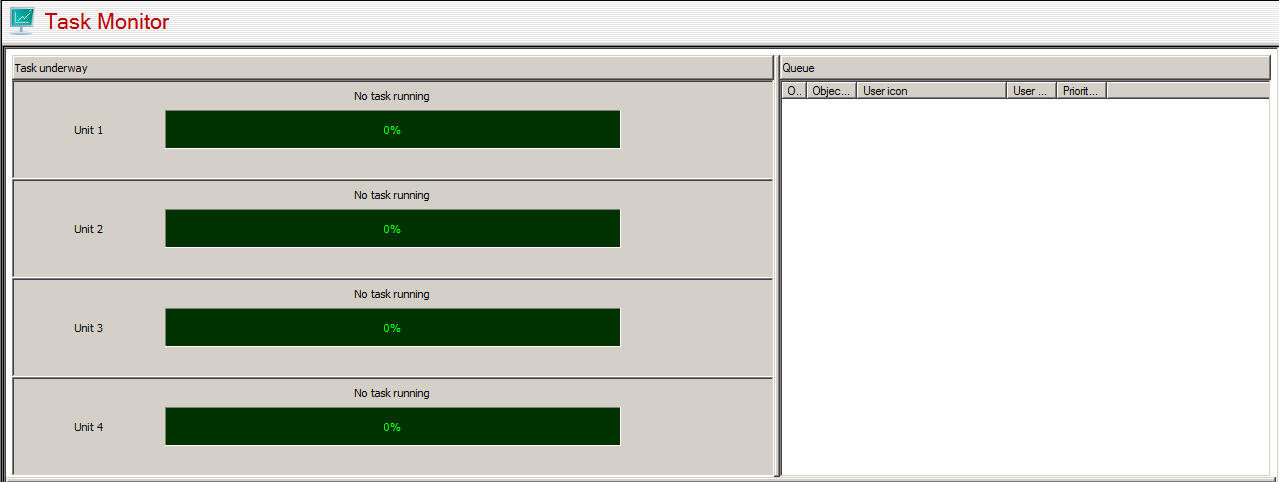 Task Monitor
Task underway
No task running
Unit 1
0%
No task running
Unit 2
0%
No task running
Unit 3
0%
No task running
Unit 4
0%
Queue
O.. Objec... User icon User ... Priorit...